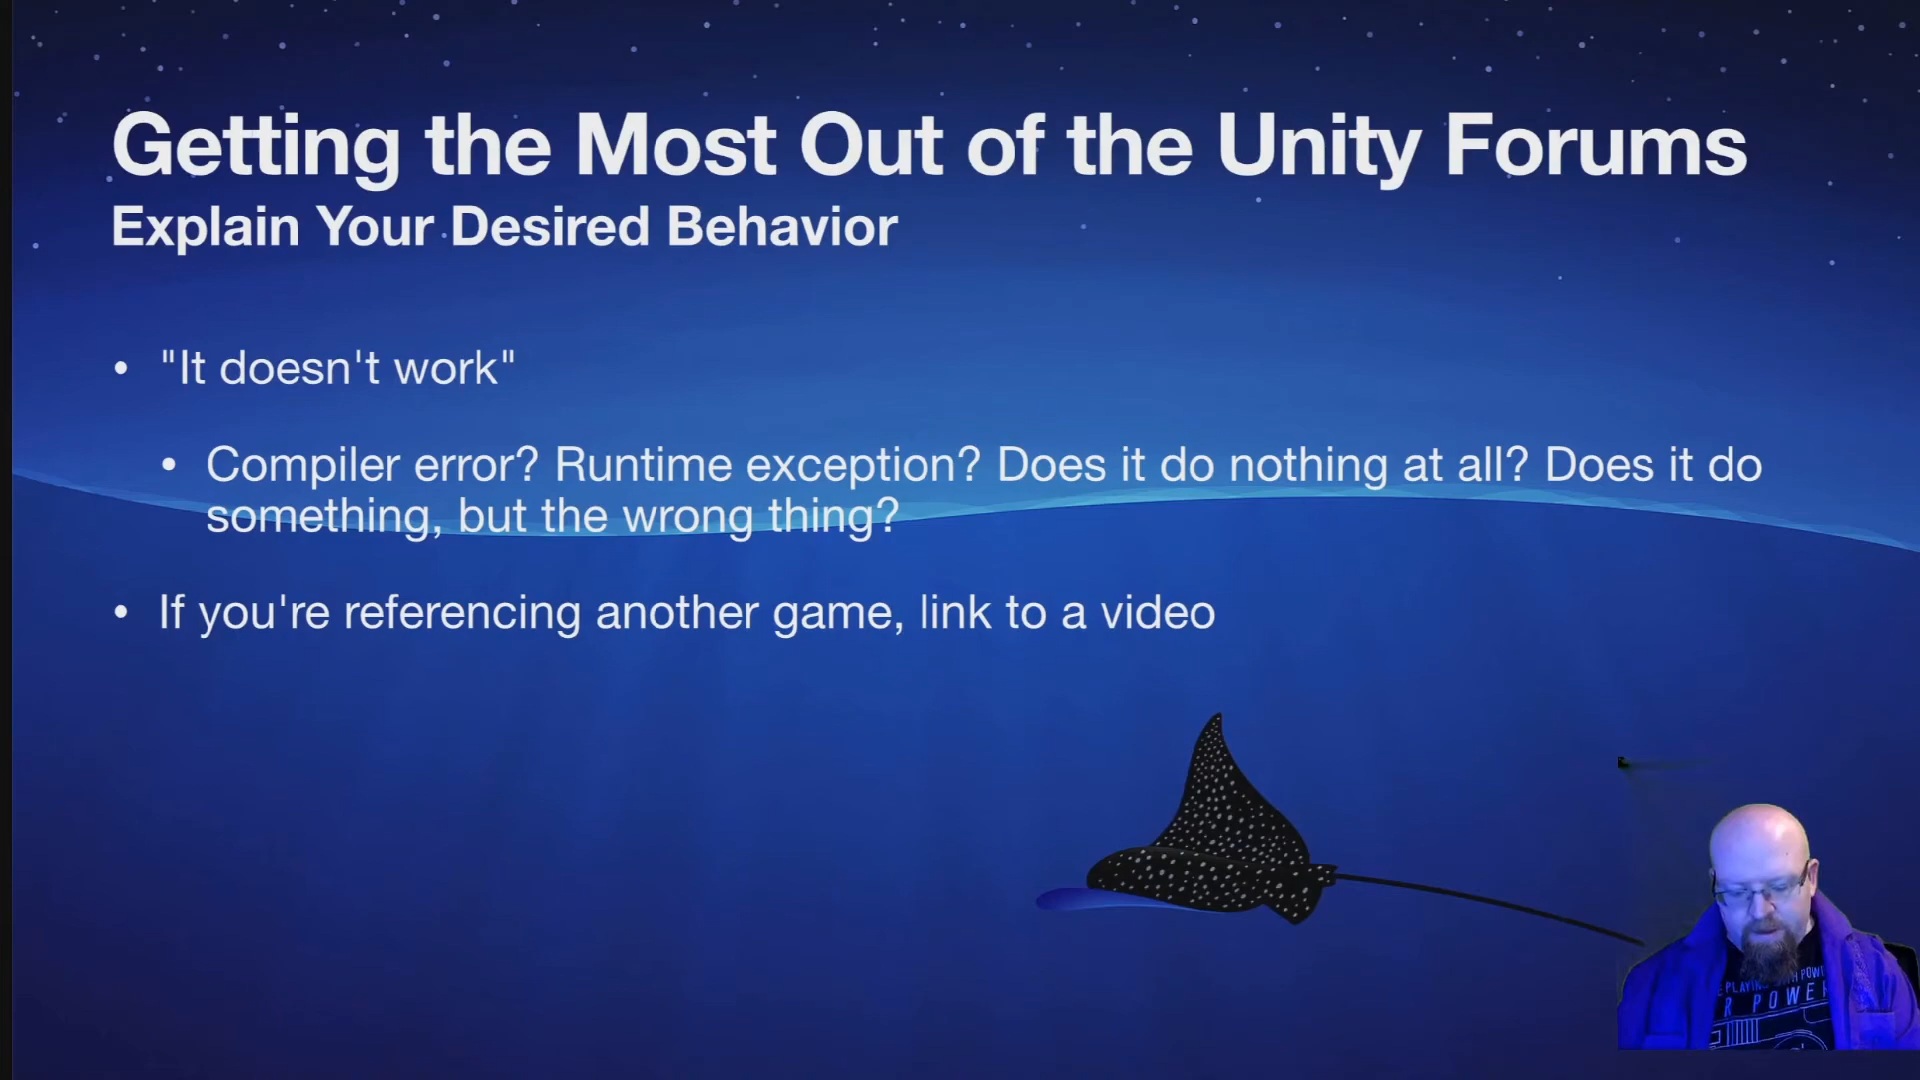 Getting the Most Out of the Unity Forums
Explain Your Desired Behavior
• "It doesn't work"
• Compiler error? Runtime exception? Does it do nothing at all? Does it do
something, but the wrong thing?
• If you're referencing another game, link to a video
PLAYING
POWER